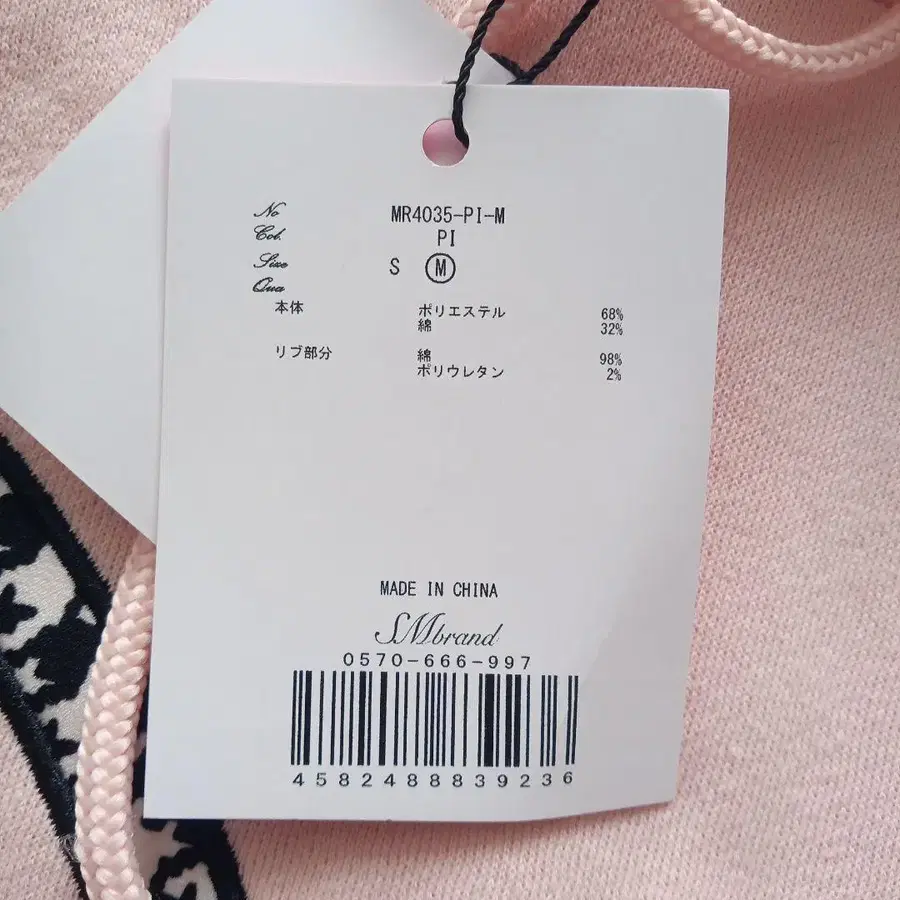 No MR4035-PI-M
Col. PI
Size S M
Qua
本体 ポリエステル 68%
綿 32%
リブ部分 綿 98%
ポリウレタン 2%
MADE IN CHINA
SMbrand
0570-666-997
4582488839236